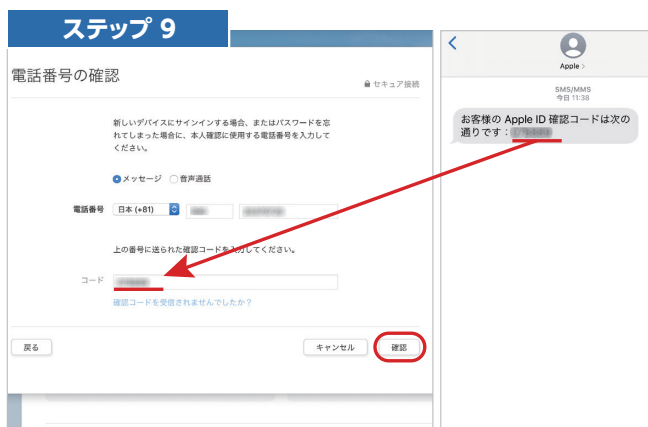 ステップ 9
電話番号の確認
セキュア接続
新しいデバイスにサインインする場合、またはパスワードを忘
れてしまった場合に、本人確認に使用する電話番号を入力して
ください。
メッセージ 音声通話
電話番号 日本 (+81)
上の番号に送られた確認コードを入力してください。
コード
確認コードを受信されませんでしたか？
戻る キャンセル 確認
Apple >
SMS/MMS
今日 11:38
お客様の Apple ID 確認コードは次の
通りです：